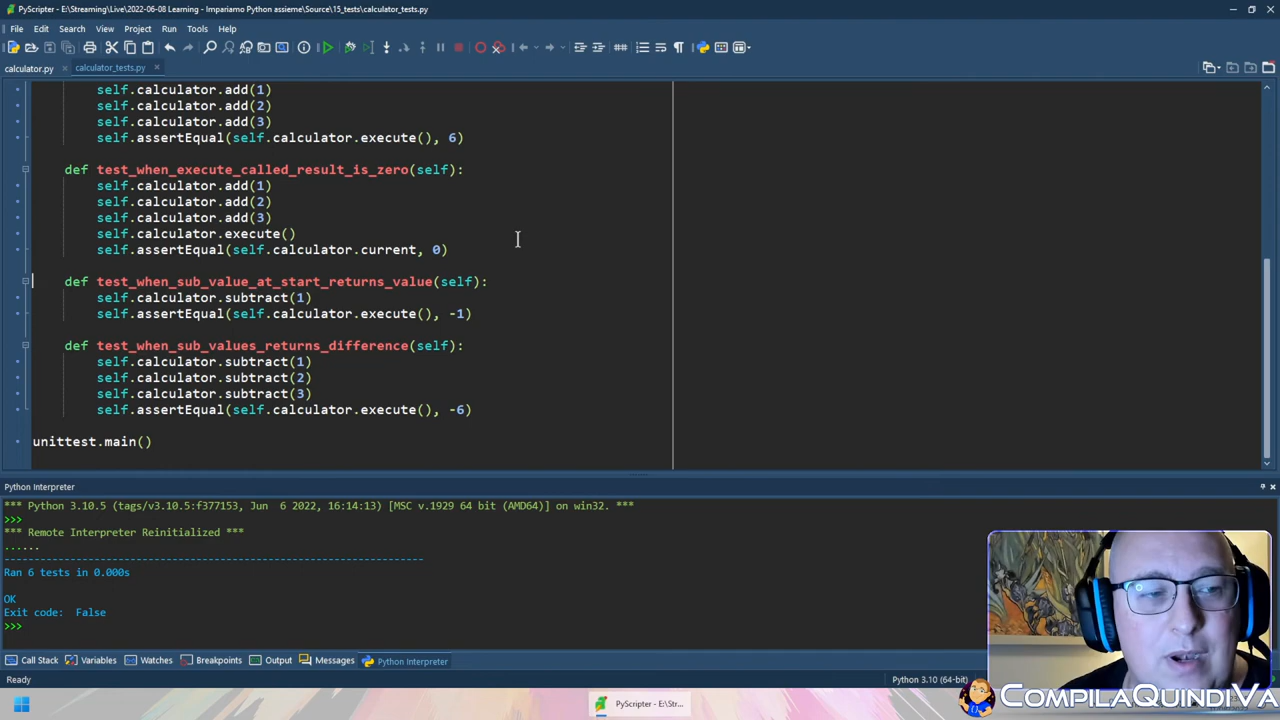 PyScripter - E:\Streaming\Live\2022-06-08 Learning - Impariamo Python assieme\Source\15_tests\calculator_tests.py
File Edit Search View Project Run Tools Help
calculator.py × calculator_tests.py ×
self.calculator.add(1)
self.calculator.add(2)
self.calculator.add(3)
self.assertEqual(self.calculator.execute(), 6)
def test_when_execute_called_result_is_zero(self):
self.calculator.add(1)
self.calculator.add(2)
self.calculator.add(3)
self.calculator.execute()
self.assertEqual(self.calculator.current, 0)
def test_when_sub_value_at_start_returns_value(self):
self.calculator.subtract(1)
self.assertEqual(self.calculator.execute(), -1)
def test_when_sub_values_returns_difference(self):
self.calculator.subtract(1)
self.calculator.subtract(2)
self.calculator.subtract(3)
self.assertEqual(self.calculator.execute(), -6)
unittest.main()
Python Interpreter
*** Python 3.10.5 (tags/v3.10.5:f377153, Jun  6 2022, 16:14:13) [MSC v.1929 64 bit (AMD64)] on win32. ***
>>>
*** Remote Interpreter Reinitialized ***
......
----------------------------------------------------------------------
Ran 6 tests in 0.000s
OK
Exit code:  False
>>>
Call Stack Variables Watches Breakpoints Output Messages Python Interpreter
Ready Python 3.10 (64-bit)
PyScripter - E:\Str...
CompilaQuindiVa